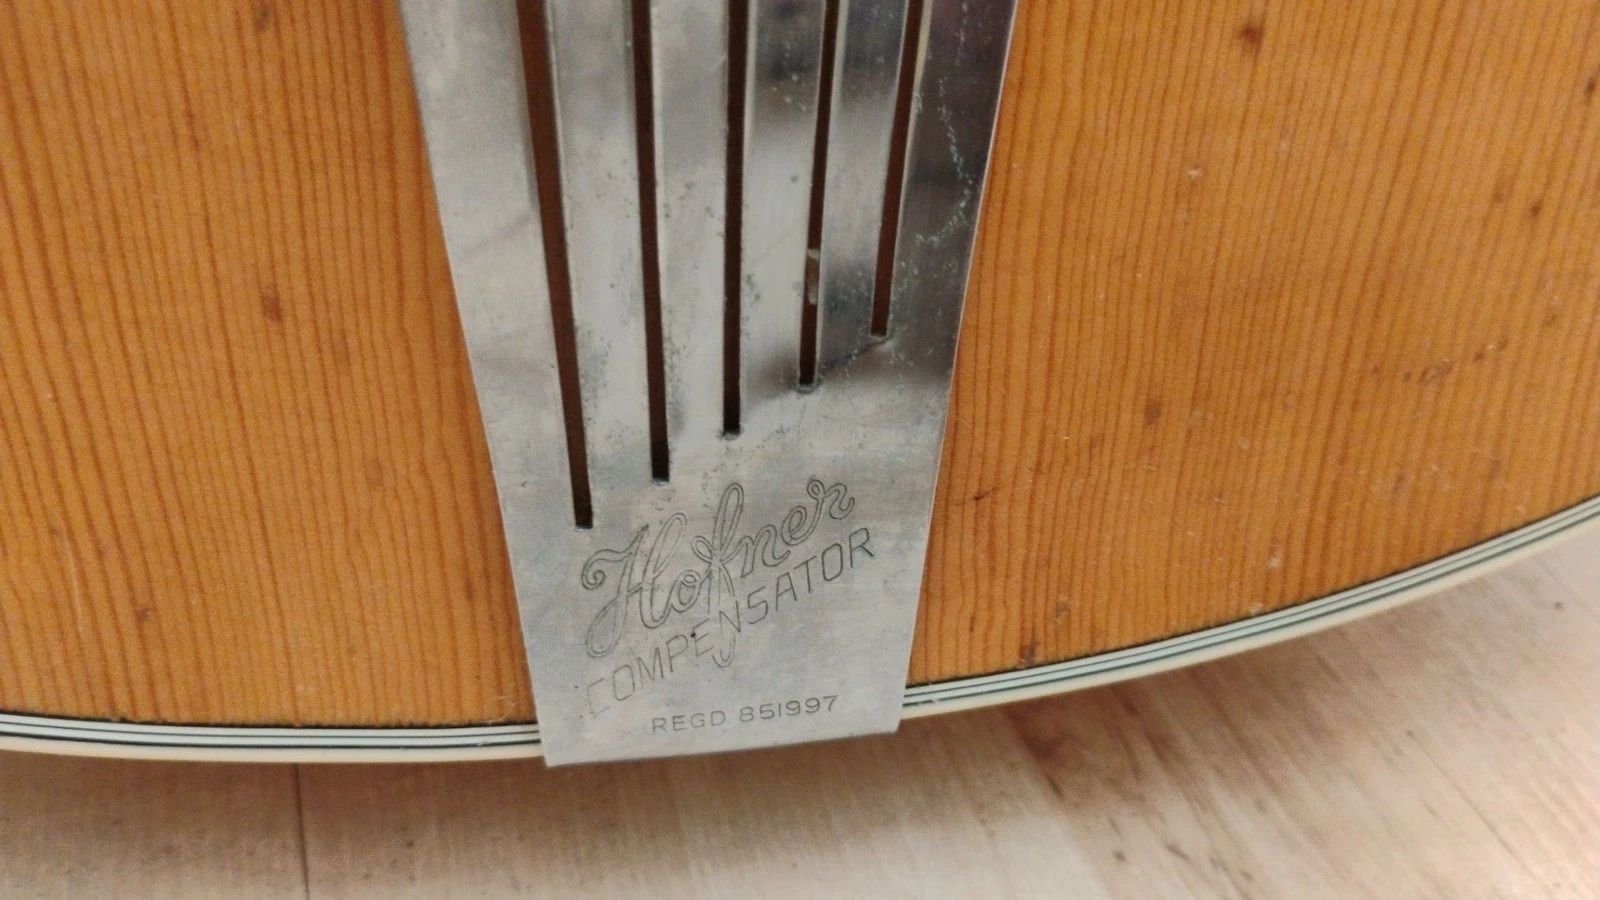 Hofner
COMPENSATOR
REGD 851997